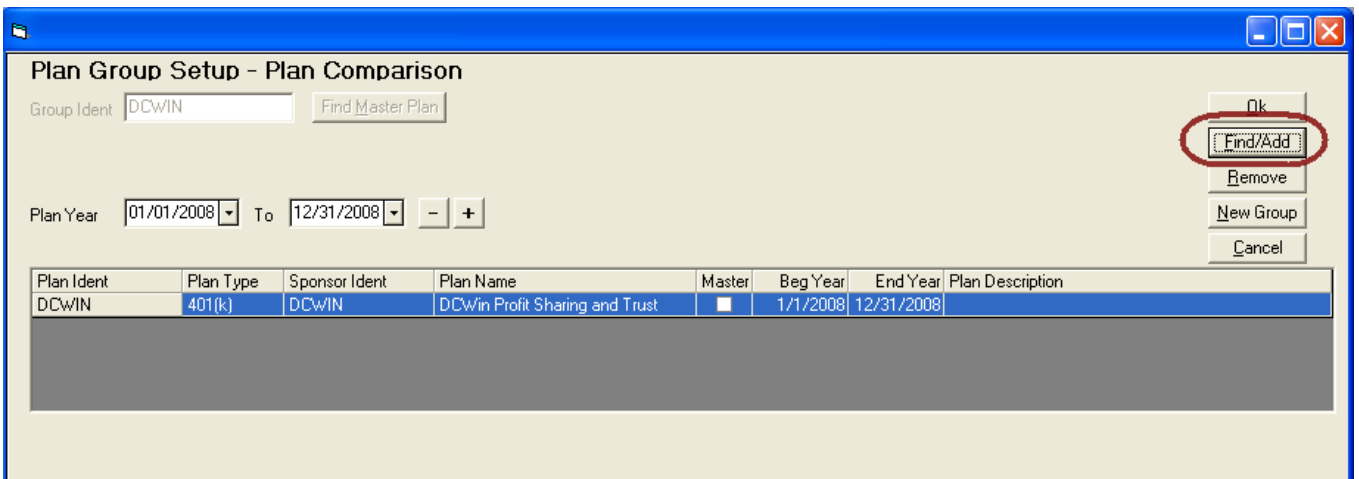 Plan Group Setup - Plan Comparison
Group Ident DCWIN Find Master Plan Ok
Find/Add
Remove
Plan Year 01/01/2008 To 12/31/2008 - + New Group
Cancel
Plan Ident Plan Type Sponsor Ident Plan Name Master Beg Year End Year Plan Description
DCWIN 401(k) DCWIN DCWin Profit Sharing and Trust 1/1/2008 12/31/2008